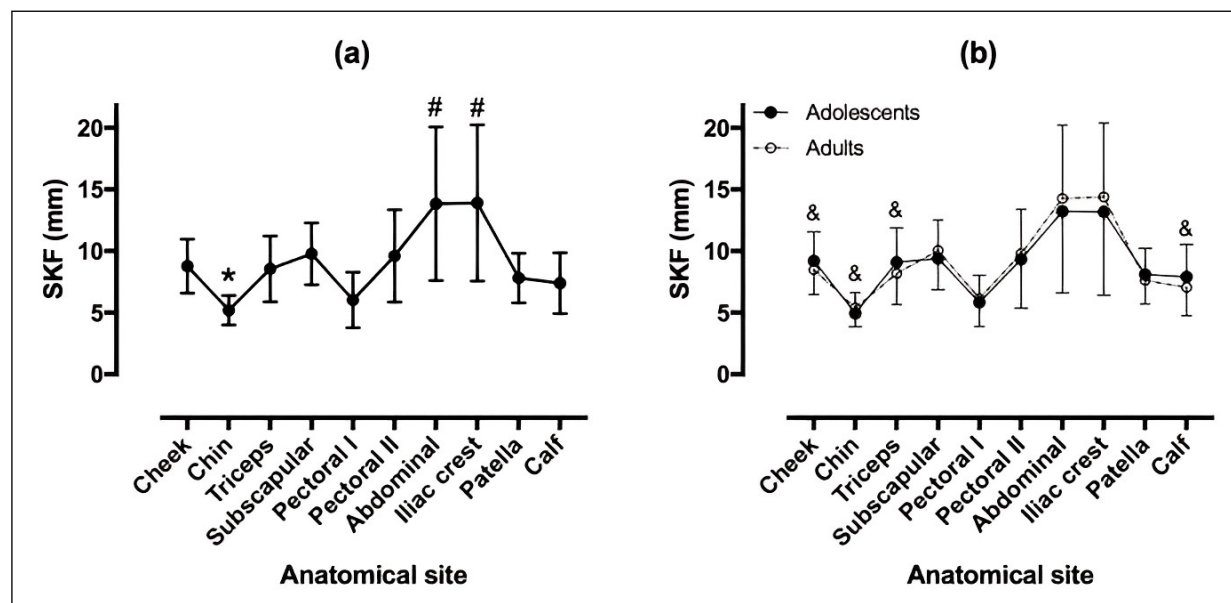 (a)
# #
20
15
10
5
0
SKF (mm)
*
Cheek
Chin
Triceps
Subscapular
Pectoral I
Pectoral II
Abdominal
Iliac crest
Patella
Calf
Anatomical site
(b)
Adolescents
Adults
20
15
10
5
0
SKF (mm)
&
&
&
&
Cheek
Chin
Triceps
Subscapular
Pectoral I
Pectoral II
Abdominal
Iliac crest
Patella
Calf
Anatomical site